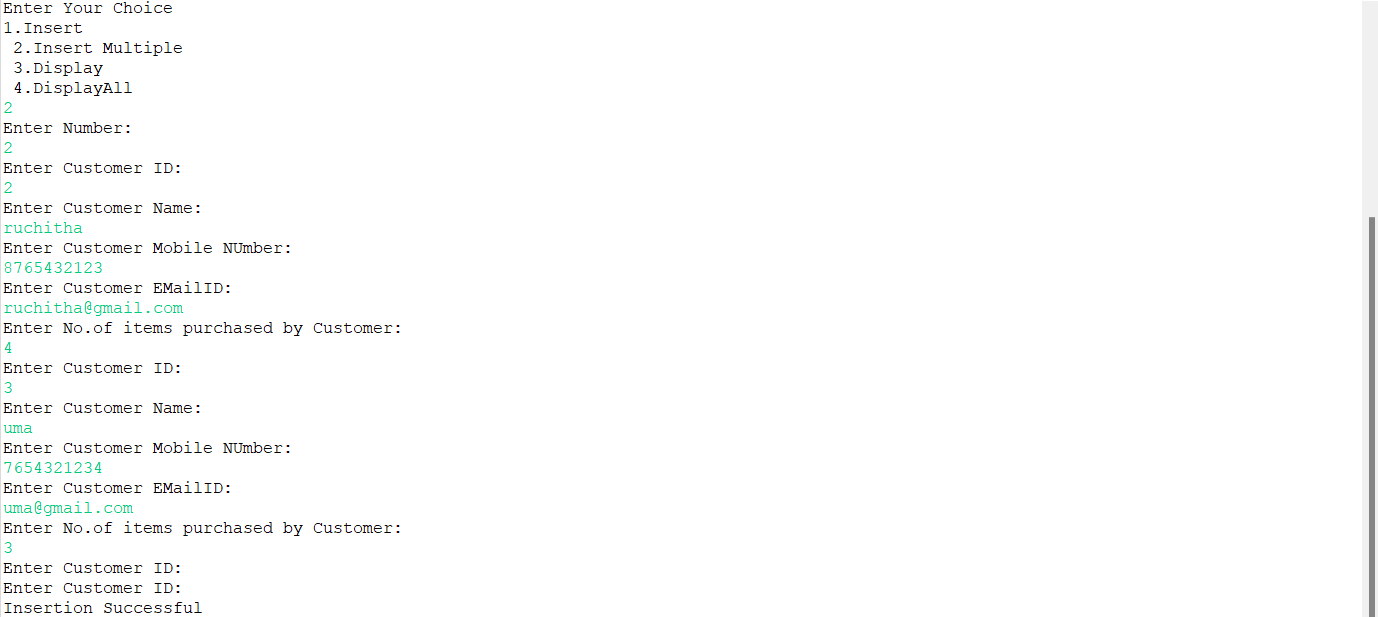 Enter Your Choice
1.Insert
 2.Insert Multiple
 3.Display
 4.DisplayAll
2
Enter Number:
2
Enter Customer ID:
2
Enter Customer Name:
ruchitha
Enter Customer Mobile NUmber:
8765432123
Enter Customer EMailID:
ruchitha@gmail.com
Enter No.of items purchased by Customer:
4
Enter Customer ID:
3
Enter Customer Name:
uma
Enter Customer Mobile NUmber:
7654321234
Enter Customer EMailID:
uma@gmail.com
Enter No.of items purchased by Customer:
3
Enter Customer ID:
Enter Customer ID:
Insertion Successful